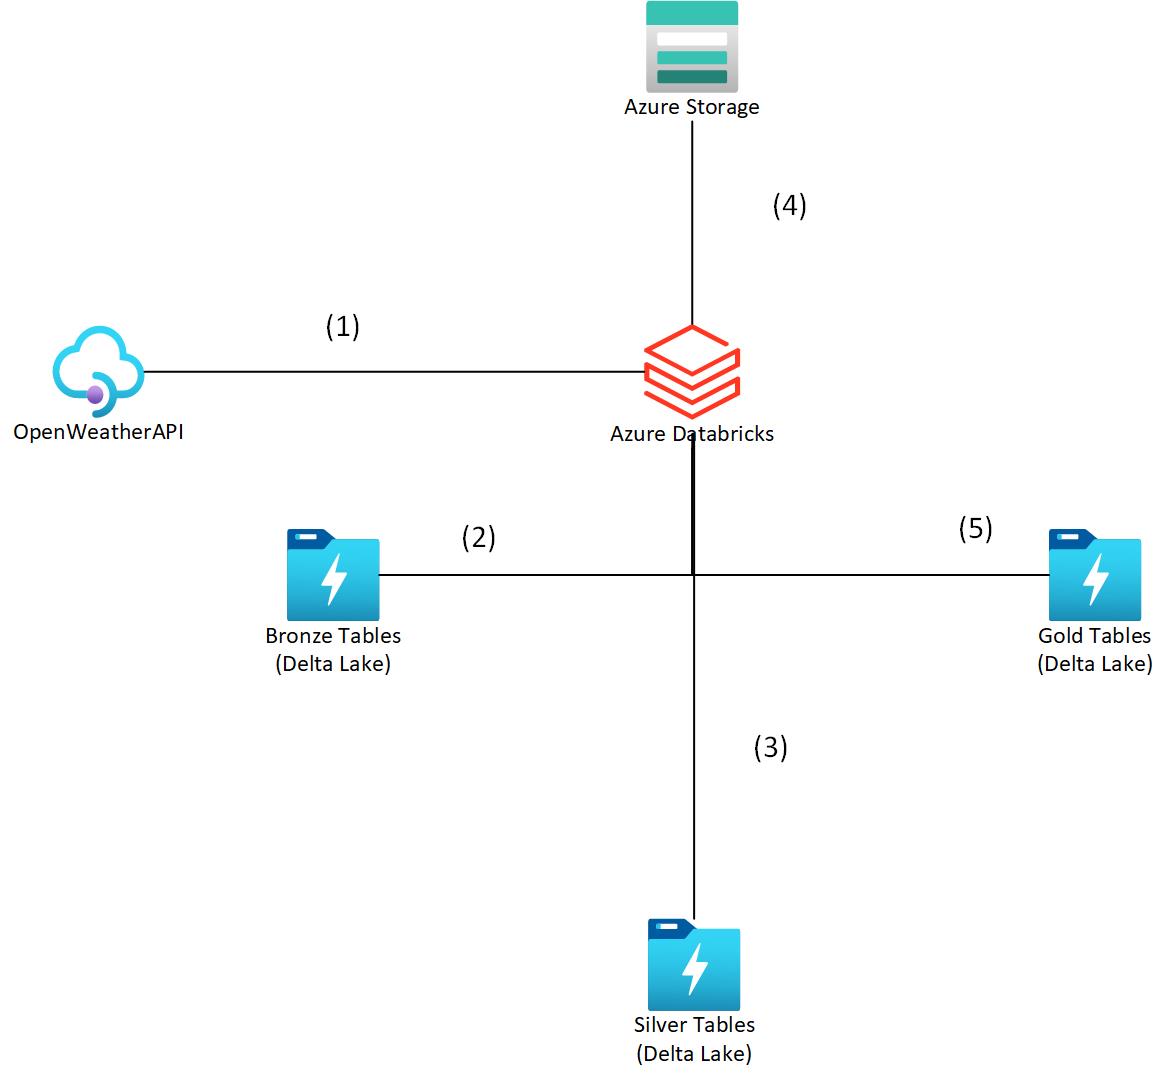 Azure Storage
(4)
(1)
OpenWeatherAPI
Azure Databricks
(2)
(5)
Bronze Tables
(Delta Lake)
Gold Tables
(Delta Lake)
(3)
Silver Tables
(Delta Lake)